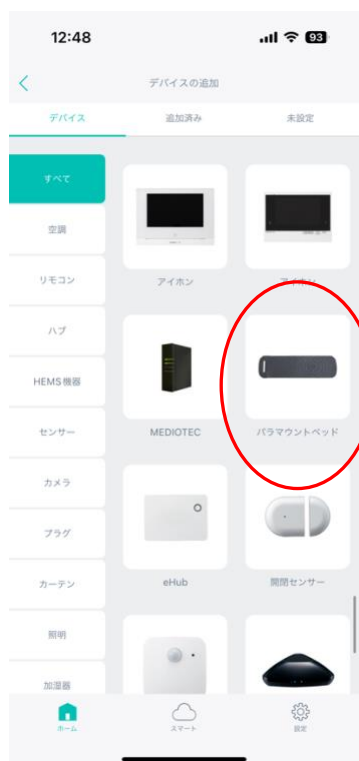 12:48
93
デバイスの追加
デバイス
追加済み
未設定
すべて
空調
リモコン
ハブ
HEMS機器
センサー
カメラ
プラグ
カーテン
照明
加湿器
アイホン
アイホン
MEDIOTEC
パラマウントベッド
eHub
開閉センサー
ホーム
スマート
設定